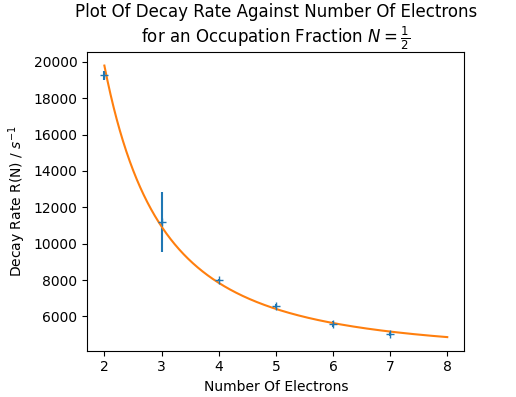 Plot Of Decay Rate Against Number Of Electrons
for an Occupation Fraction N = 1/2
20000
18000
16000
14000
12000
10000
8000
6000
Decay Rate R(N) / s⁻¹
2 3 4 5 6 7 8
Number Of Electrons